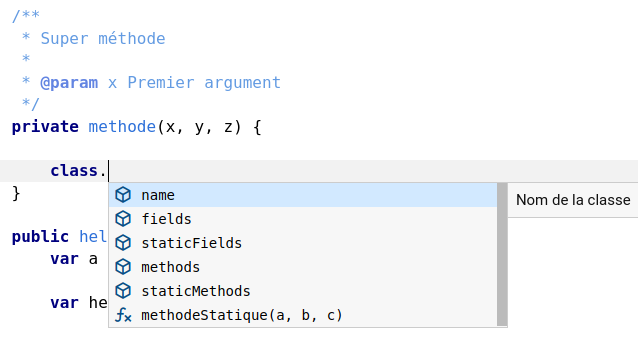 /**
 * Super méthode
 *
 * @param x Premier argument
 */
private methode(x, y, z) {
class.
name
Nom de la classe
fields
staticFields
methods
staticMethods
methodeStatique(a, b, c)
}
public hel
var a
var he